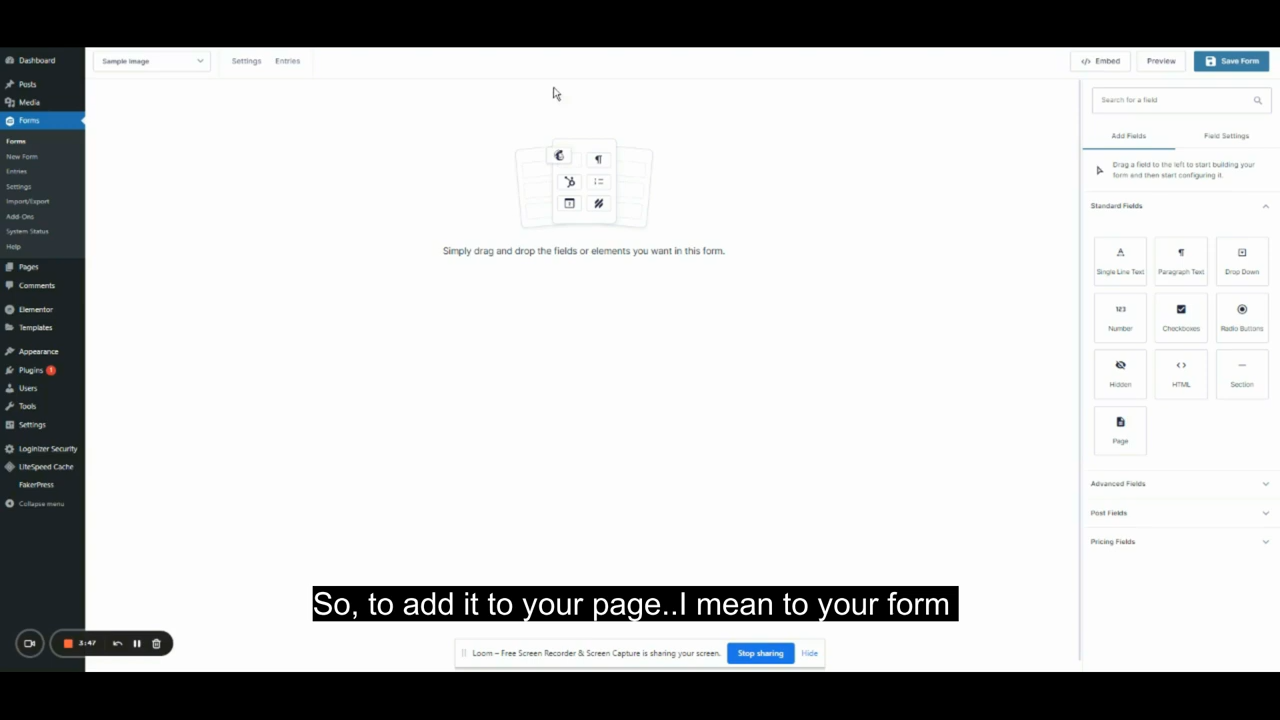 Dashboard
Posts
Media
Forms
Forms
New Form
Entries
Settings
Import/Export
Add-Ons
System Status
Help
Pages
Comments
Elementor
Templates
Appearance
Plugins 1
Users
Tools
Settings
Loginizer Security
LiteSpeed Cache
FakerPress
Collapse menu
Sample Image
Settings
Entries
</> Embed
Preview
Save Form
Simply drag and drop the fields or elements you want in this form.
Search for a field
Add Fields
Field Settings
Drag a field to the left to start building your
form and then start configuring it.
Standard Fields
Single Line Text
Paragraph Text
Drop Down
123
Number
Checkboxes
Radio Buttons
Hidden
HTML
Section
Page
Advanced Fields
Post Fields
Pricing Fields
So, to add it to your page..I mean to your form
3:47
Loom – Free Screen Recorder & Screen Capture is sharing your screen.
Stop sharing
Hide